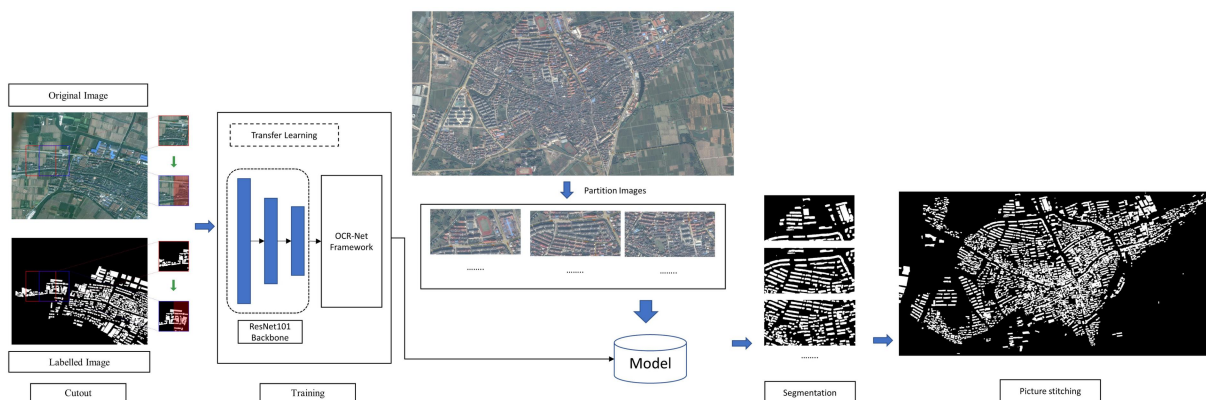 Original Image
Labelled Image
Cutout
Transfer Learning
OCR-Net
Framework
ResNet101
Backbone
Training
Partition Images
........
........
........
Model
........
Segmentation
Picture stitching